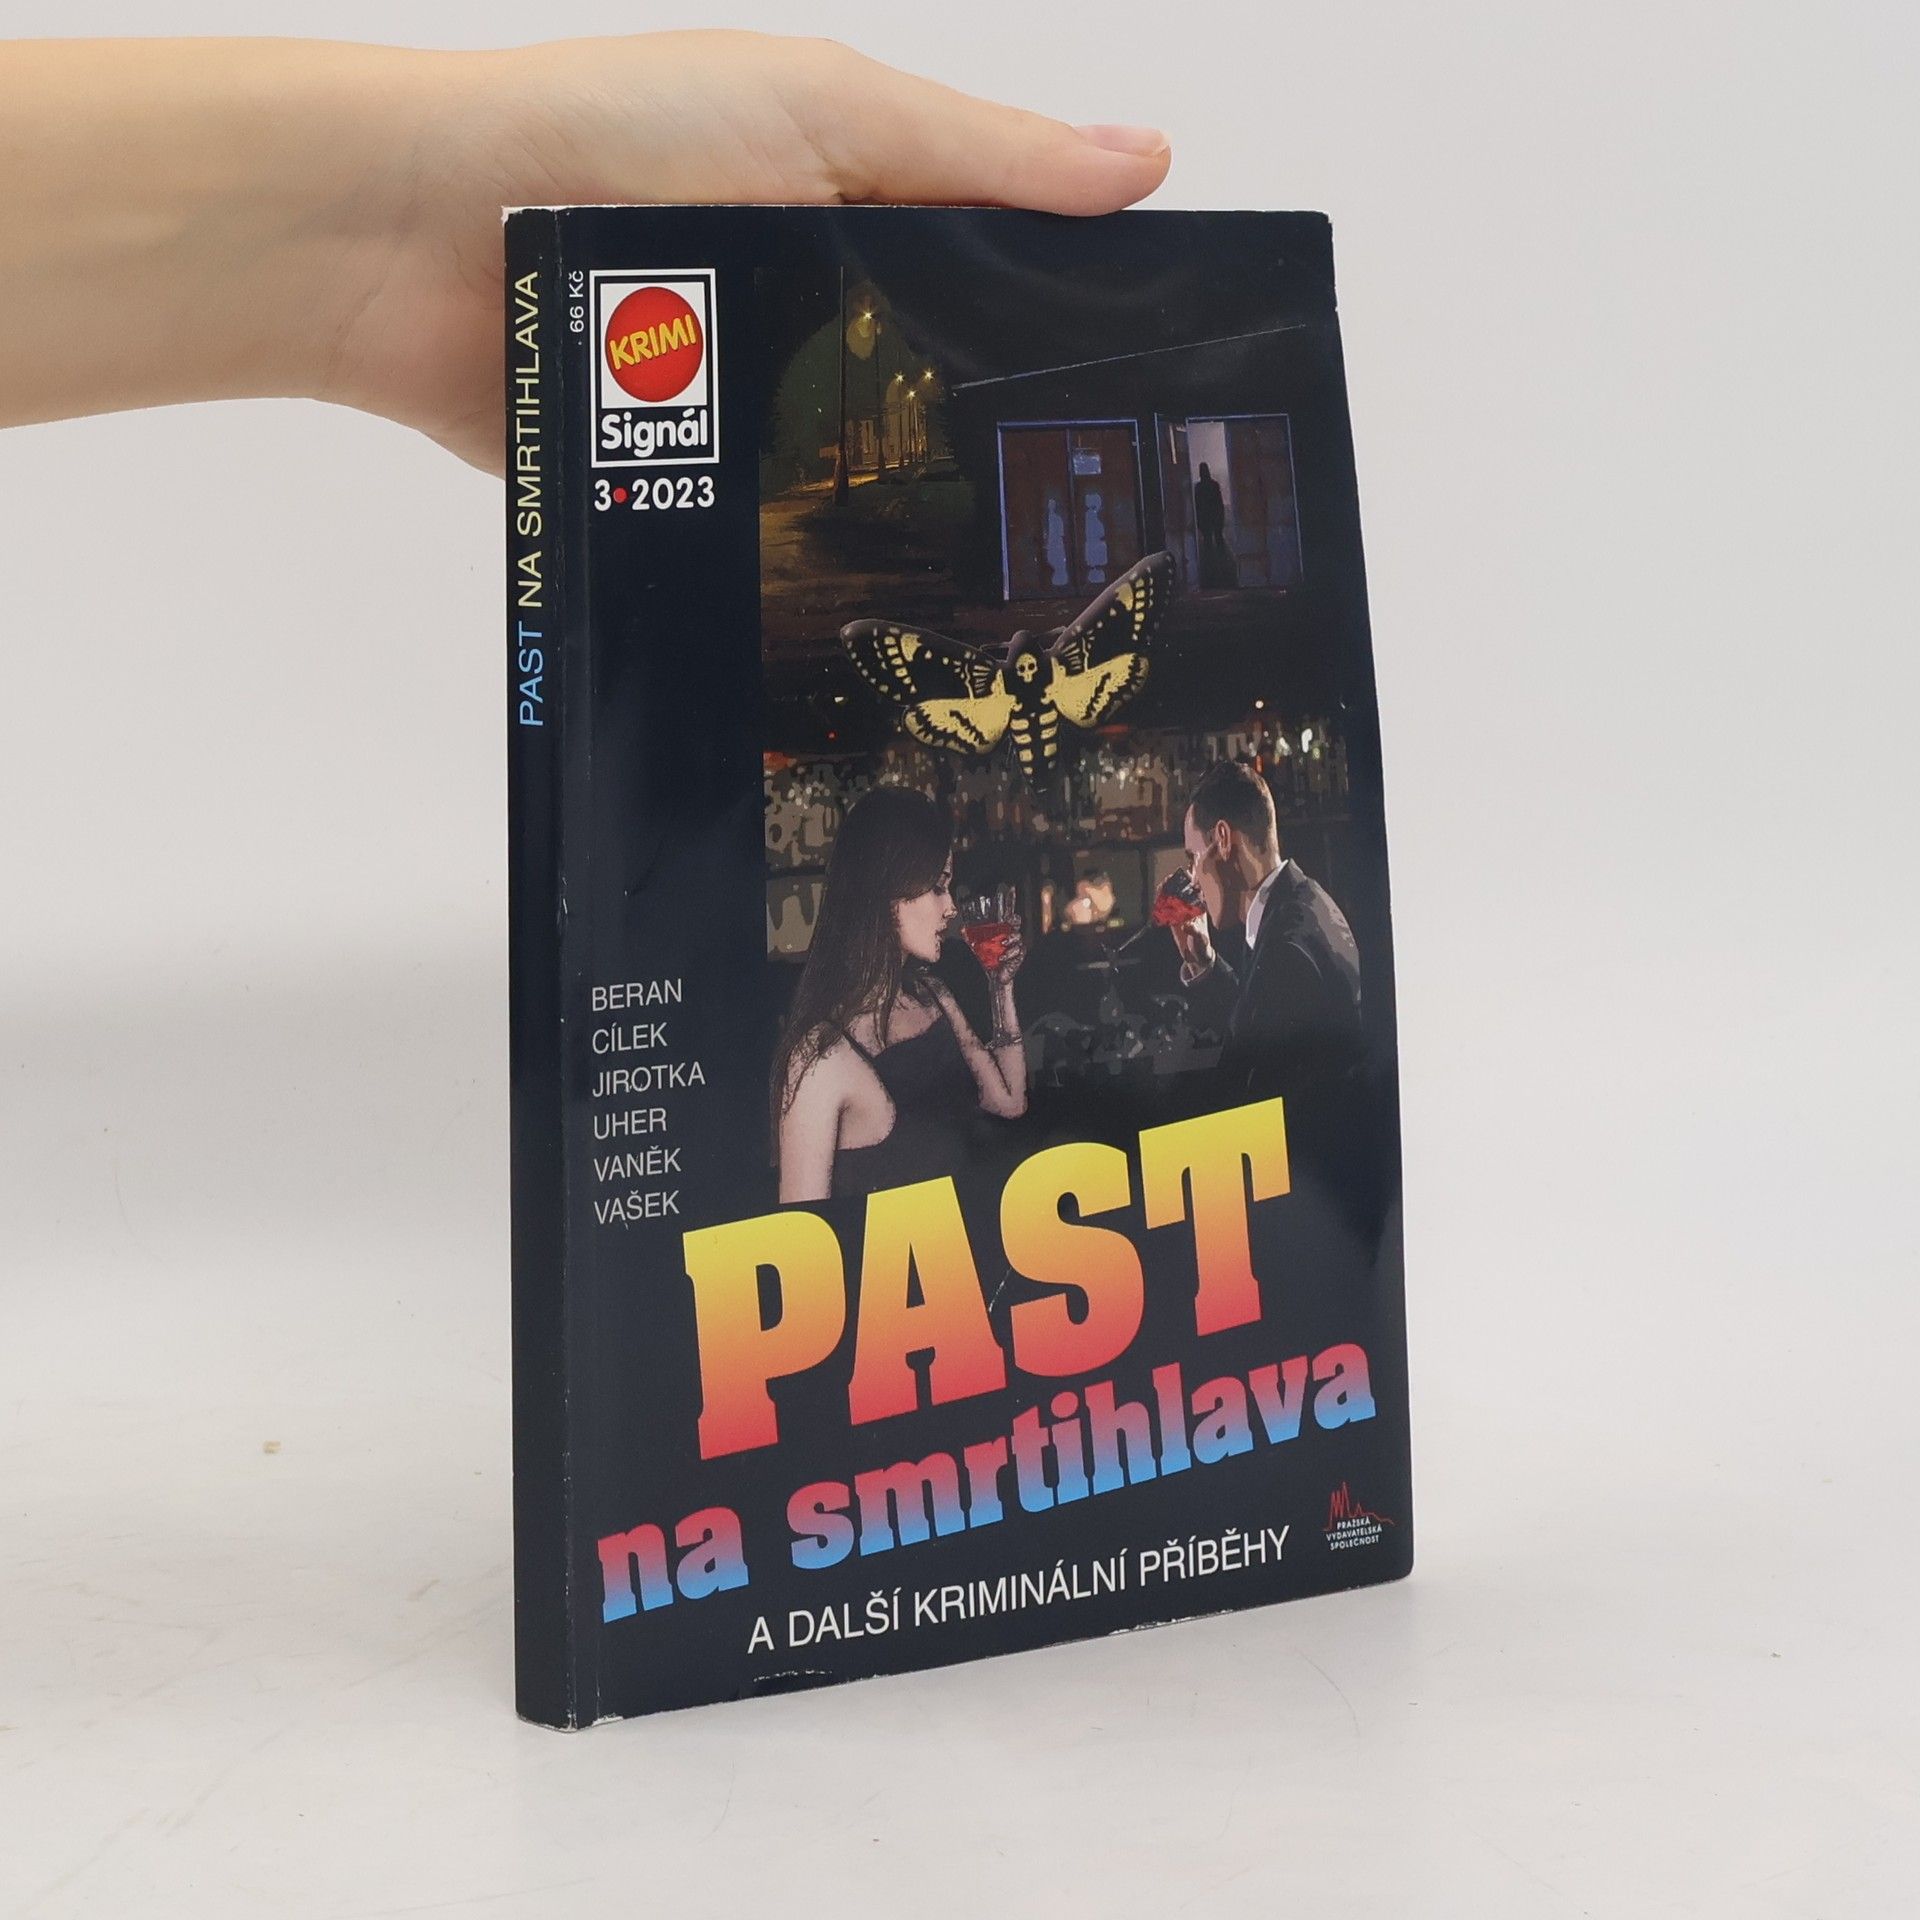 PAST NA SMRTIHLAVA
66 Kč
KRIMI
Signál
3•2023
BERAN
CÍLEK
JIROTKA
UHER
VANĚK
VAŠEK
PAST
na smrtihlava
A DALŠÍ KRIMINÁLNÍ PŘÍBĚHY
PRAŽSKÁ
VYDAVATELSKÁ
SPOLEČNOST